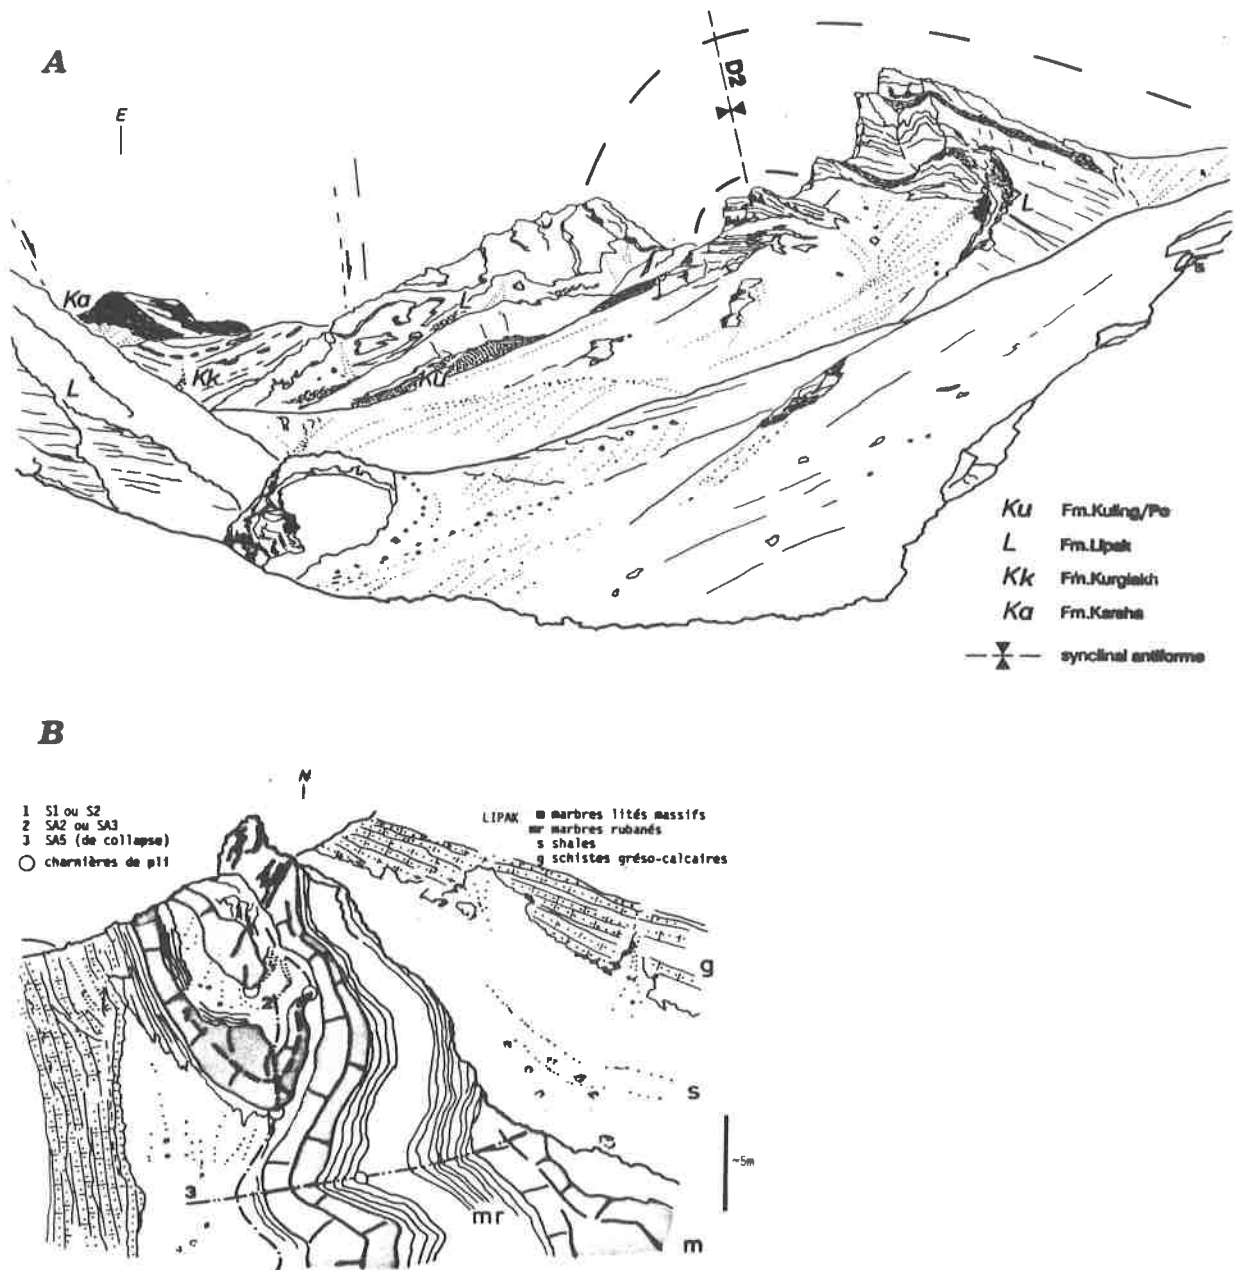 A
E
D2
L
Ka
L
Kk
Ku
L
s
Ku Fm.Kuling/Po
L Fm.Lipak
Kk Fm.Kurgiakh
Ka Fm.Karsha
synclinal antiforme
B
N
1 S1 ou S2
2 SA2 ou SA3
3 SA5 (de collapse)
charnières de pli
LIPAK m marbres lités massifs
mr marbres rubanés
s shales
g schistes gréso-calcaires
g
1
2
s
~5m
3
mr
m